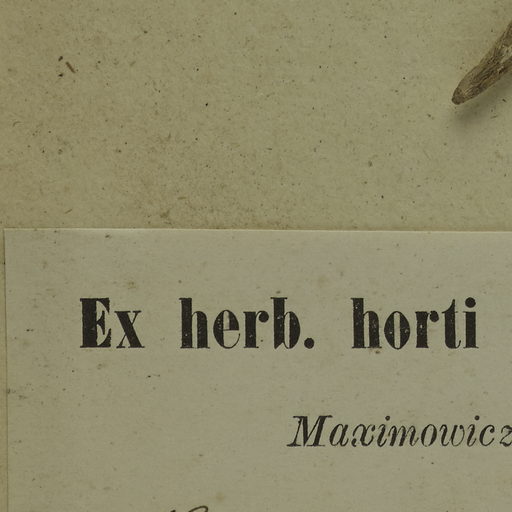 Ex herb. horti
Maximowicz